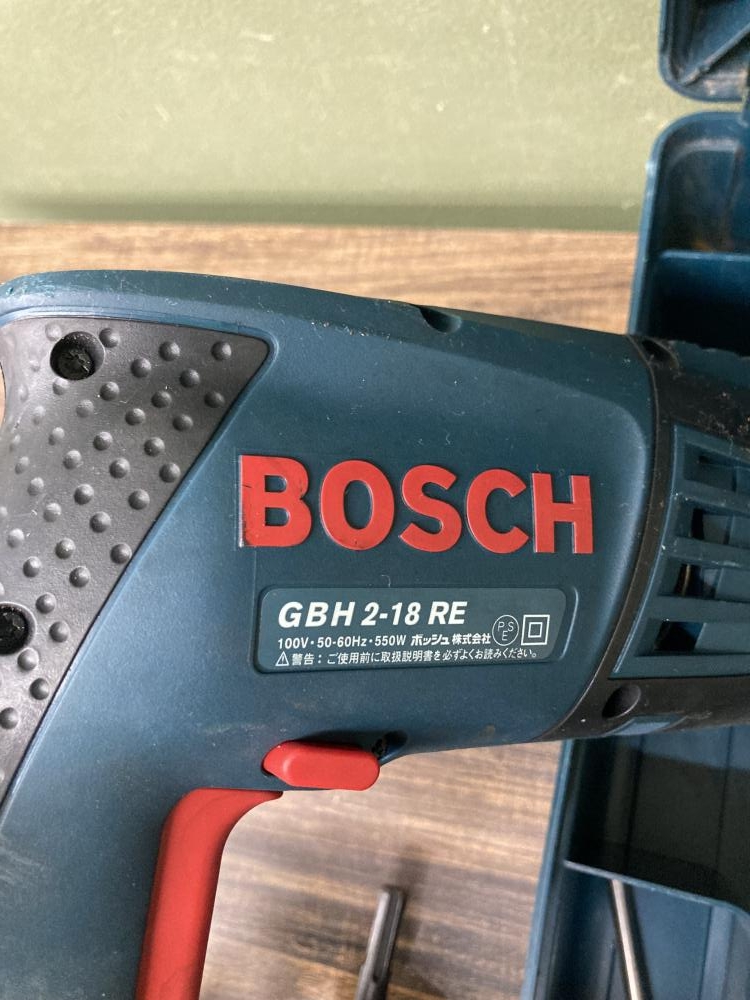 BOSCH
GBH 2-18 RE
100V・50-60Hz・550W ボッシュ株式会社 PSE
⚠警告：ご使用前に取扱説明書を必ずよくお読みください。